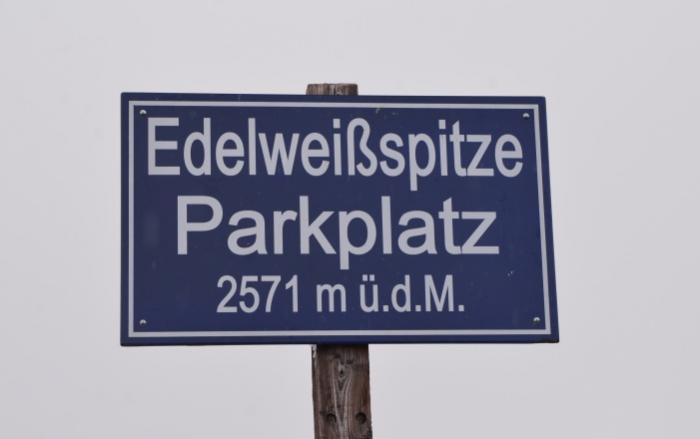 Edelweißspitze
Parkplatz
2571 m ü.d.M.